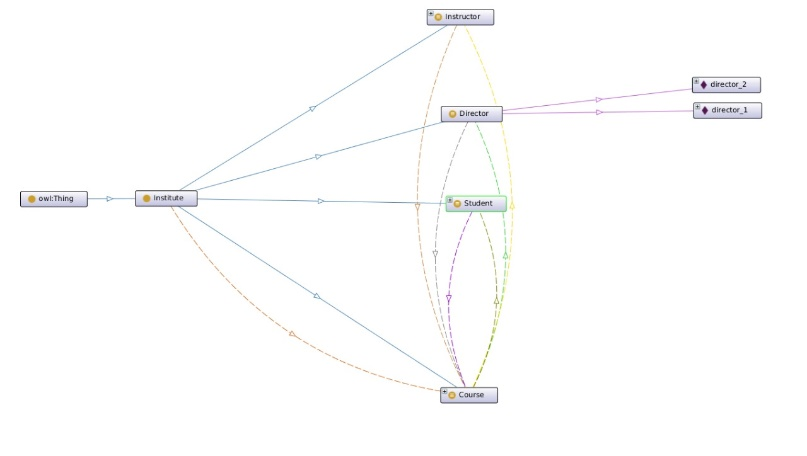 Instructor
director_2
Director
director_1
owl:Thing
Institute
Student
Course